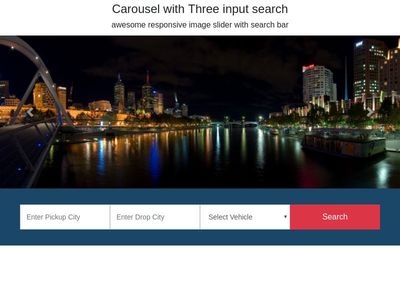 Carousel with Three input search
awesome responsive image slider with search bar
Enter Pickup City
Enter Drop City
Select Vehicle
Search